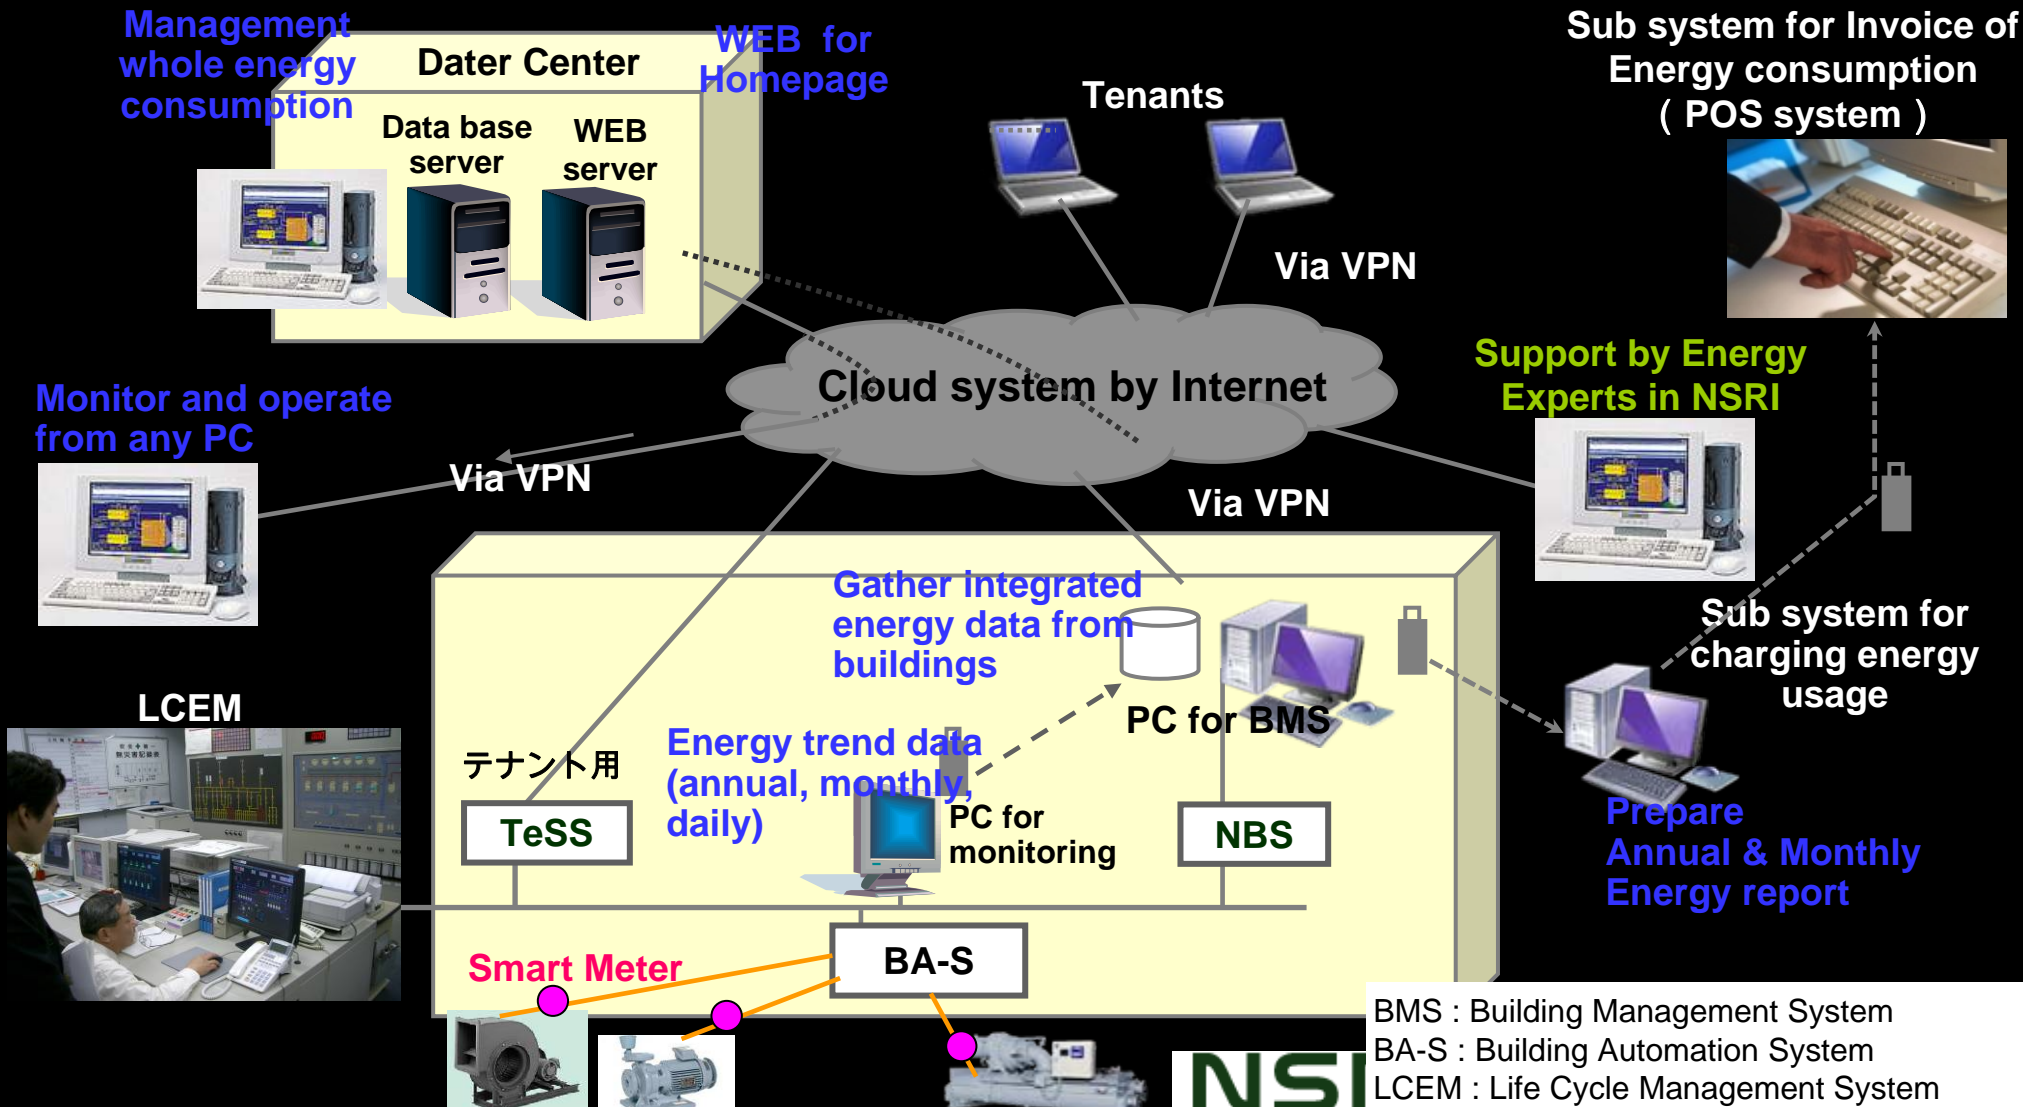 Management
whole energy
consumption
Dater Center
WEB for
Homepage
Data base
server
WEB
server
Tenants
Sub system for Invoice of
Energy consumption
( POS system )
Via VPN
Cloud system by Internet
Support by Energy
Experts in NSRI
Monitor and operate
from any PC
Via VPN
Via VPN
Gather integrated
energy data from
buildings
Sub system for
charging energy
usage
LCEM
PC for BMS
テナント用
Energy trend data
(annual, monthly,
daily)
TeSS
PC for
monitoring
NBS
Prepare
Annual & Monthly
Energy report
Smart Meter
BA-S
BMS : Building Management System
BA-S : Building Automation System
LCEM : Life Cycle Management System